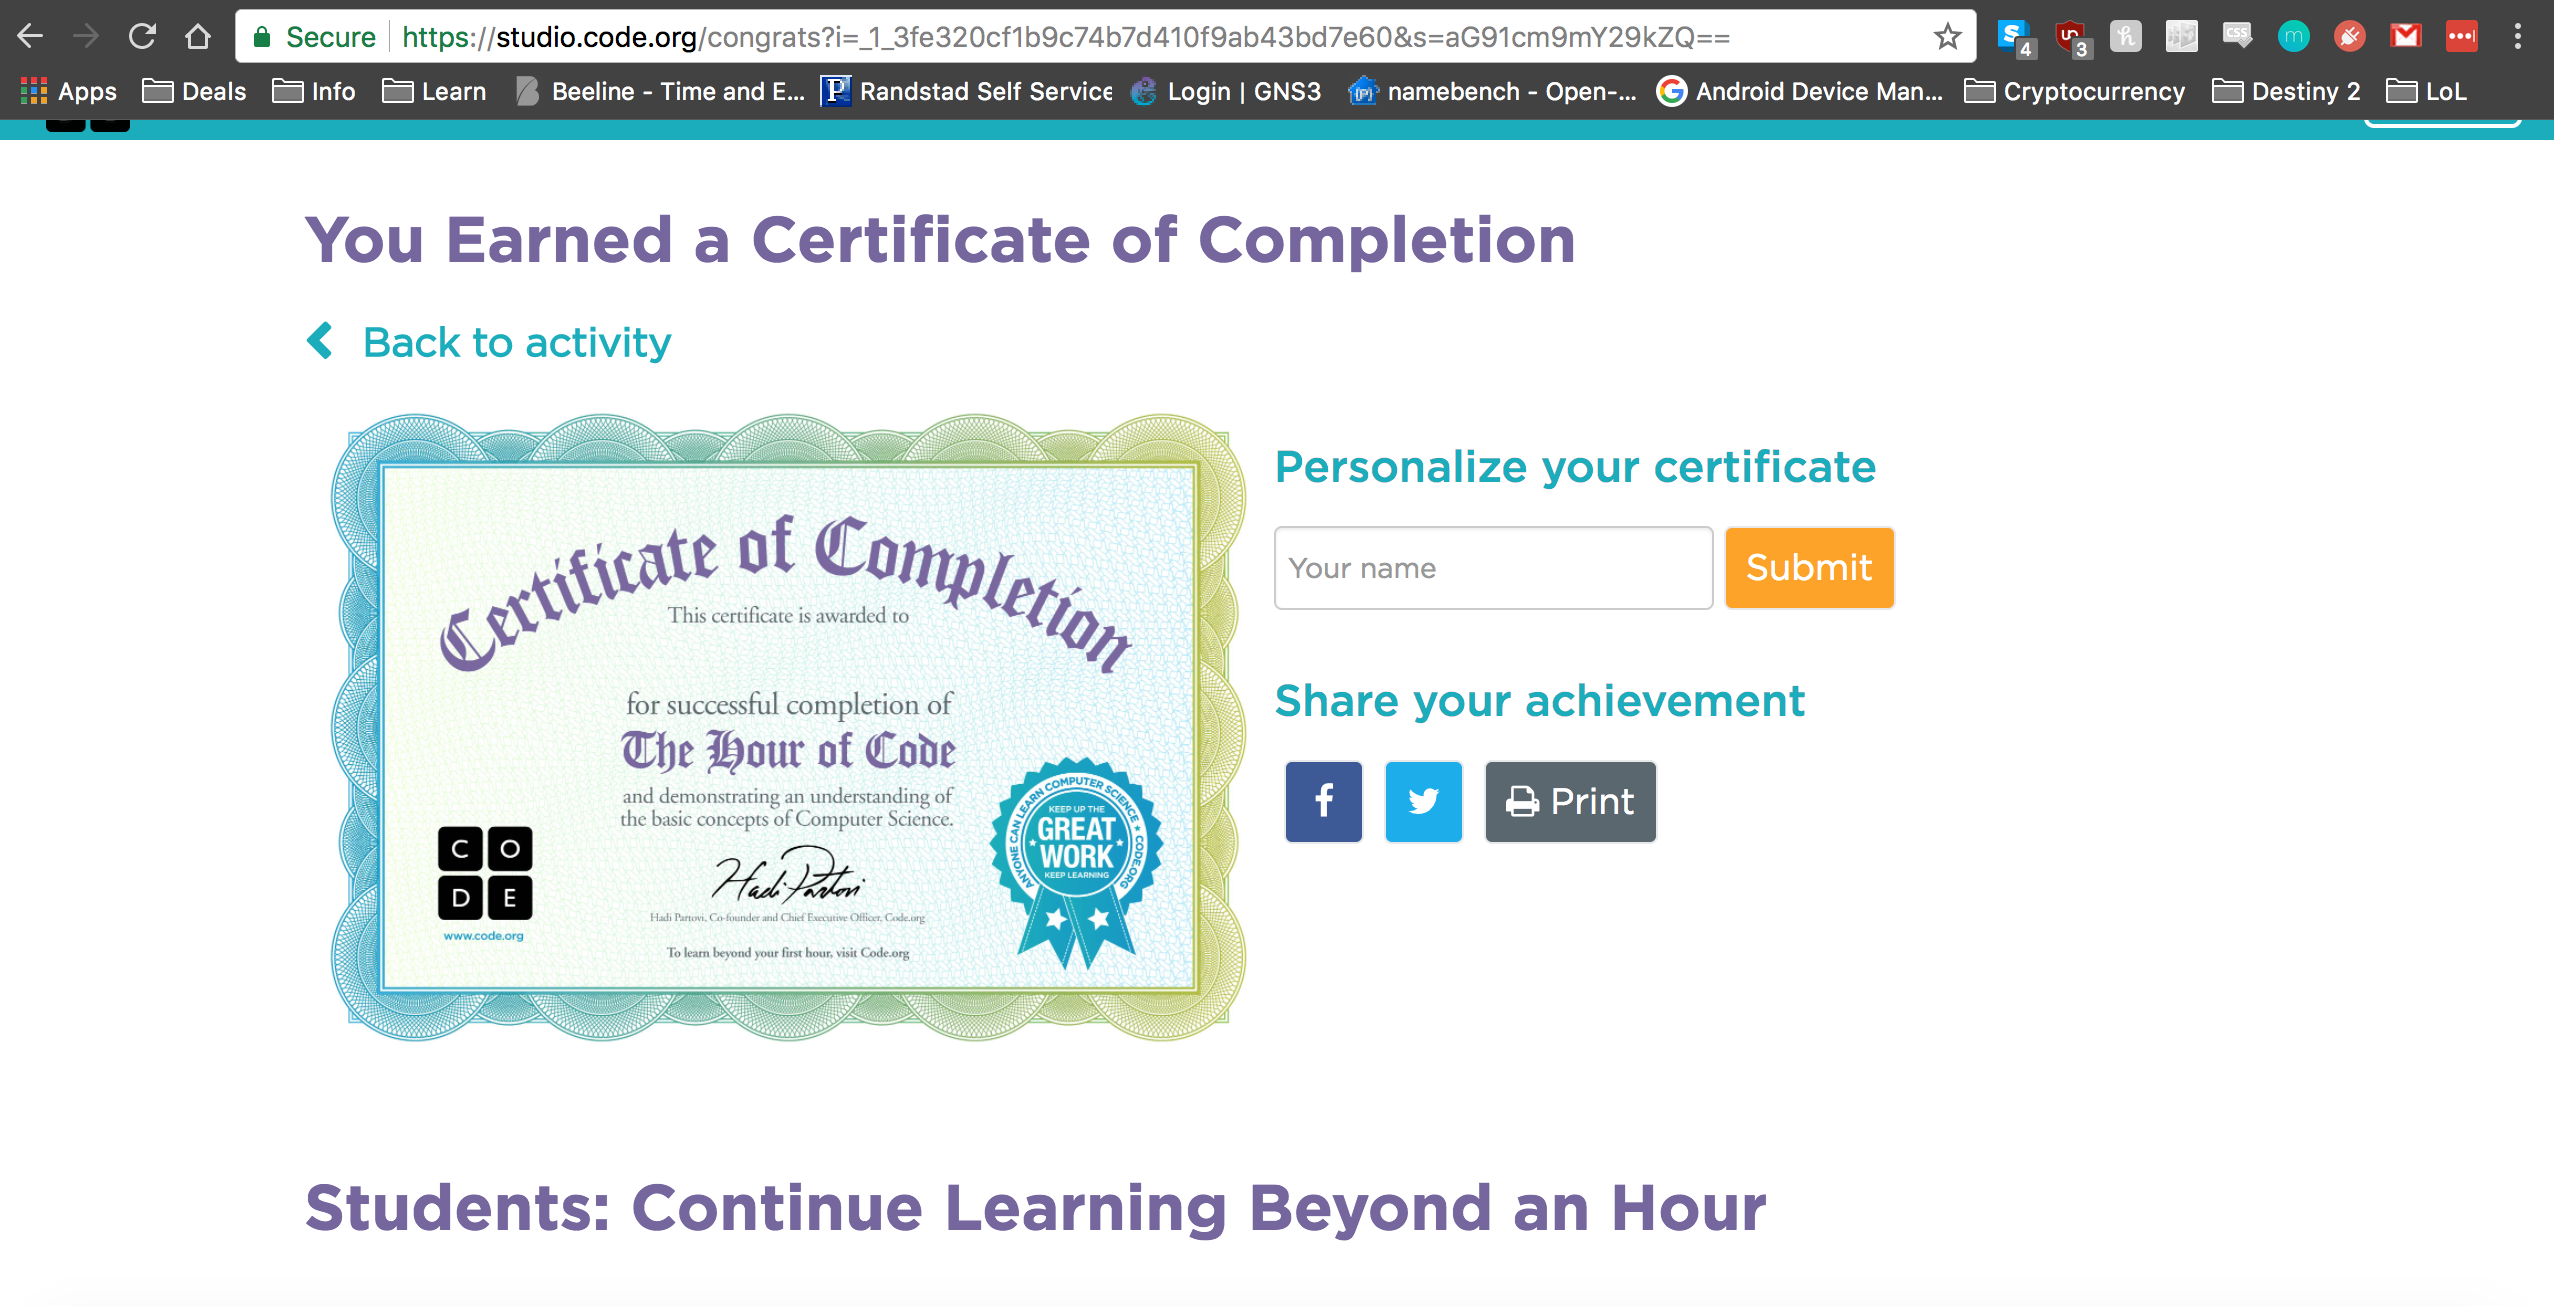 Secure https://studio.code.org/congrats?i=_1_3fe320cf1b9c74b7d410f9ab43bd7e60&s=aG91cm9mY29kZQ== S 4 3 h CSS m
Apps Deals Info Learn Beeline - Time and E... P Randstad Self Service Login | GNS3 namebench - Open-... G Android Device Man... Cryptocurrency Destiny 2 LoL
You Earned a Certificate of Completion
Back to activity
Certificate of Completion
This certificate is awarded to
for successful completion of
The Hour of Code
and demonstrating an understanding of
the basic concepts of Computer Science.
Hadi Partovi
Hadi Partovi, Co-founder and Chief Executive Officer, Code.org
To learn beyond your first hour, visit Code.org
C O
D E
www.code.org
ANYONE CAN LEARN COMPUTER SCIENCE ★ CODE.ORG
KEEP UP THE
GREAT
WORK
KEEP LEARNING
Personalize your certificate
Your name
Submit
Share your achievement
f Print
Students: Continue Learning Beyond an Hour